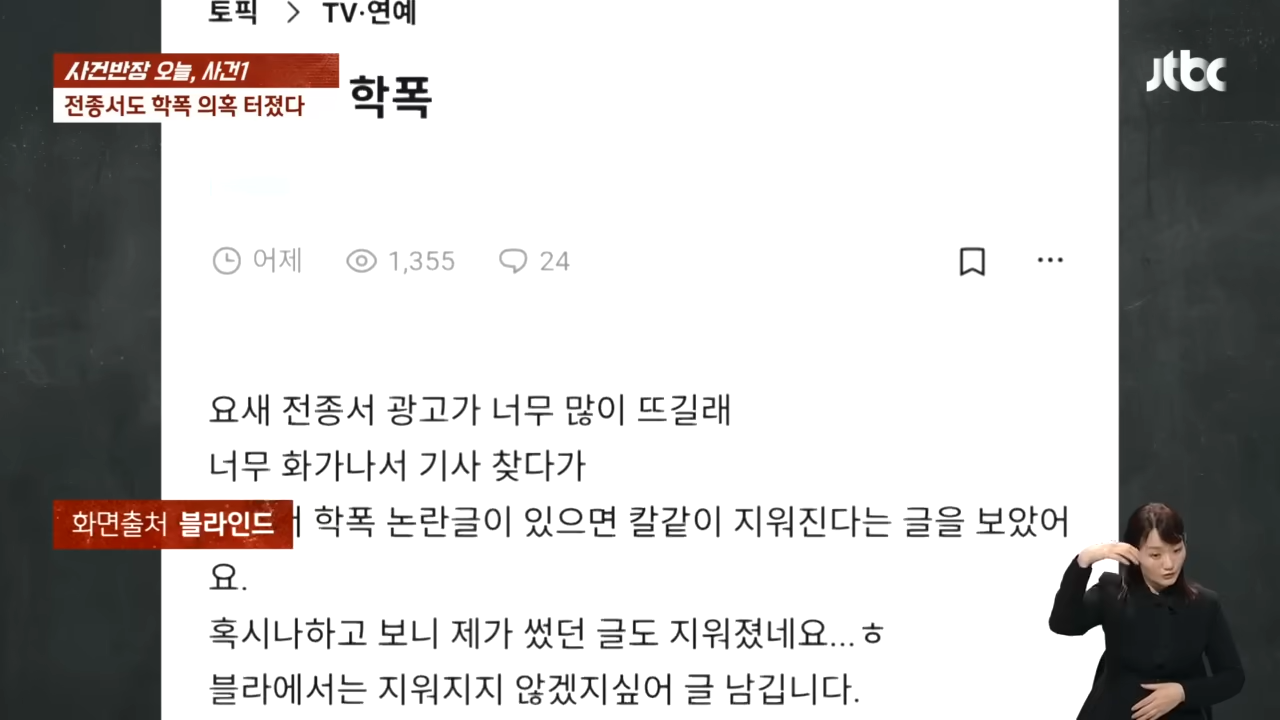 토픽 > TV·연예
사건반장 오늘, 사건1
전종서도 학폭 의혹 터졌다
학폭
jtbc
어제 1,355 24
요새 전종서 광고가 너무 많이 뜨길래
너무 화가나서 기사 찾다가
학폭 논란글이 있으면 칼같이 지워진다는 글을 보았어
요.
화면출처 블라인드
혹시나하고 보니 제가 썼던 글도 지워졌네요...ㅎ
블라에서는 지워지지 않겠지싶어 글 남깁니다.